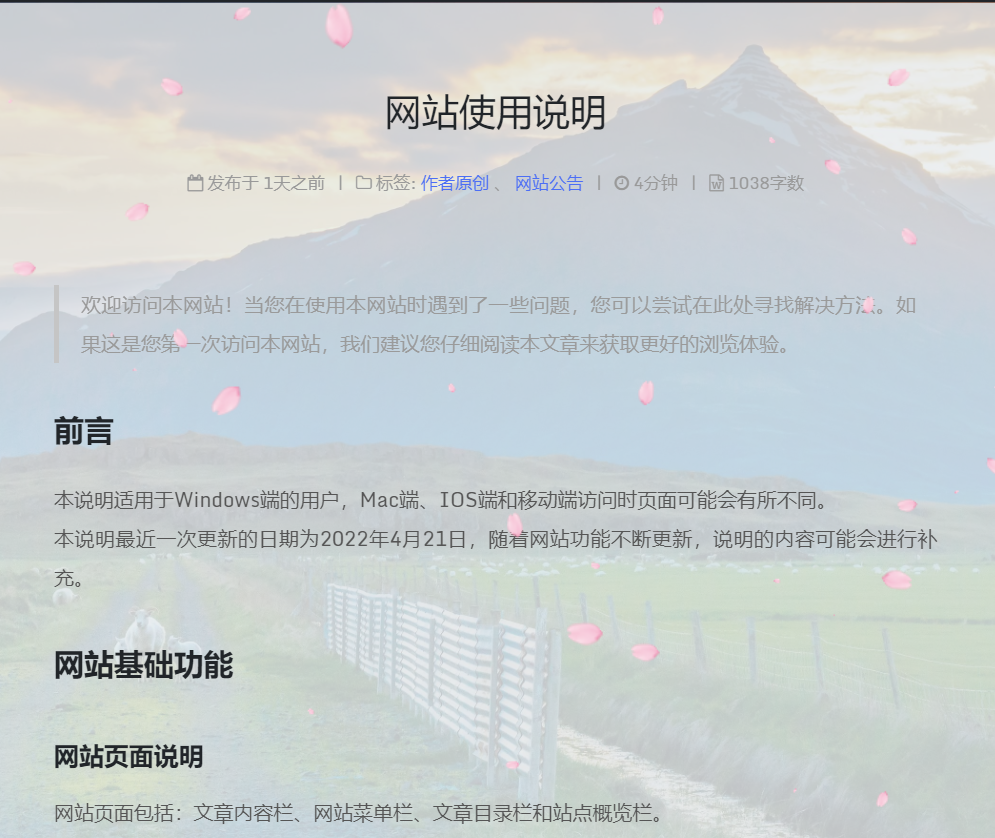 网站使用说明
发布于 1天之前 | 标签: 作者原创 、 网站公告 | 4分钟 | 1038字数
欢迎访问本网站！当您在使用本网站时遇到了一些问题，您可以尝试在此处寻找解决方法。如
果这是您第一次访问本网站，我们建议您仔细阅读本文章来获取更好的浏览体验。
前言
本说明适用于Windows端的用户，Mac端、IOS端和移动端访问时页面可能会有所不同。
本说明最近一次更新的日期为2022年4月21日，随着网站功能不断更新，说明的内容可能会进行补
充。
网站基础功能
网站页面说明
网站页面包括：文章内容栏、网站菜单栏、文章目录栏和站点概览栏。